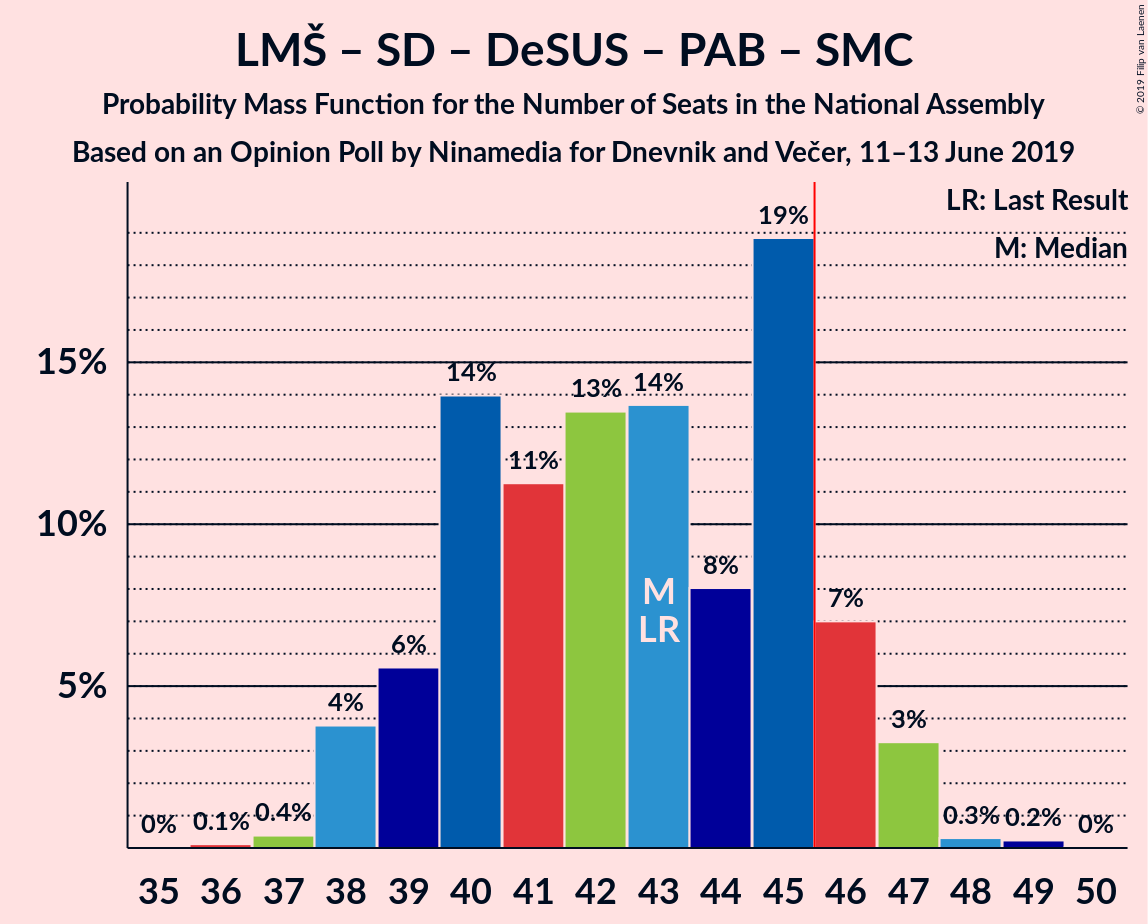 LMŠ – SD – DeSUS – PAB – SMC
Probability Mass Function for the Number of Seats in the National Assembly
Based on an Opinion Poll by Ninamedia for Dnevnik and Večer, 11–13 June 2019
© 2019 Filip van Laenen
LR: Last Result
M: Median
15%
10%
5%
0%
0.1%
0.4%
4%
6%
14%
11%
13%
14%
8%
19%
7%
3%
0.3%
0.2%
0%
M
LR
35 36 37 38 39 40 41 42 43 44 45 46 47 48 49 50